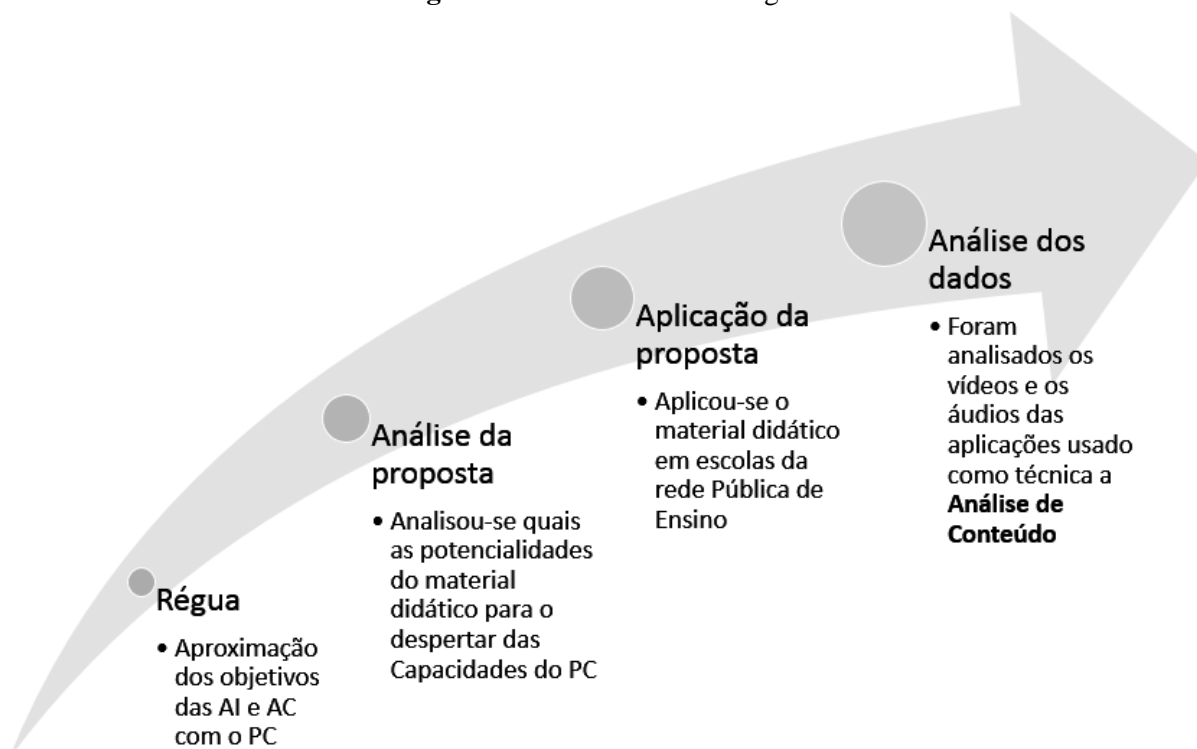 Régua
• Aproximação
dos objetivos
das AI e AC
com o PC
Análise da
proposta
• Analisou-se quais
as potencialidades
do material
didático para o
despertar das
Capacidades do PC
Aplicação da
proposta
• Aplicou-se o
material didático
em escolas da
rede Pública de
Ensino
Análise dos
dados
• Foram
analisados os
vídeos e os
áudios das
aplicações usado
como técnica a
Análise de
Conteúdo